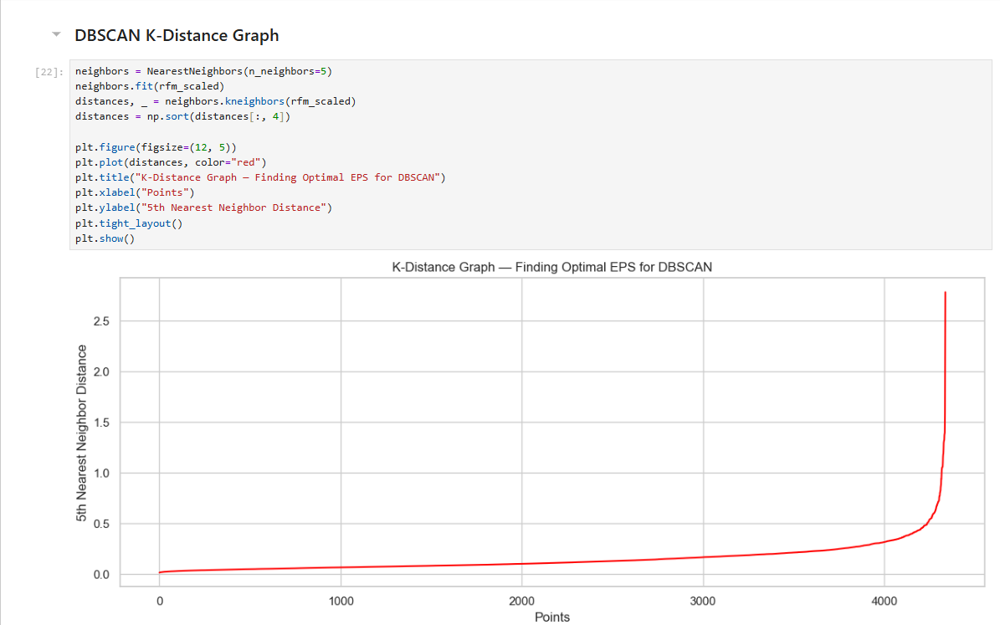 DBSCAN K-Distance Graph
[22]:
neighbors = NearestNeighbors(n_neighbors=5)
neighbors.fit(rfm_scaled)
distances, _ = neighbors.kneighbors(rfm_scaled)
distances = np.sort(distances[:, 4])
plt.figure(figsize=(12, 5))
plt.plot(distances, color="red")
plt.title("K-Distance Graph — Finding Optimal EPS for DBSCAN")
plt.xlabel("Points")
plt.ylabel("5th Nearest Neighbor Distance")
plt.tight_layout()
plt.show()
K-Distance Graph — Finding Optimal EPS for DBSCAN
5th Nearest Neighbor Distance
2.5
2.0
1.5
1.0
0.5
0.0
0 1000 2000 3000 4000
Points